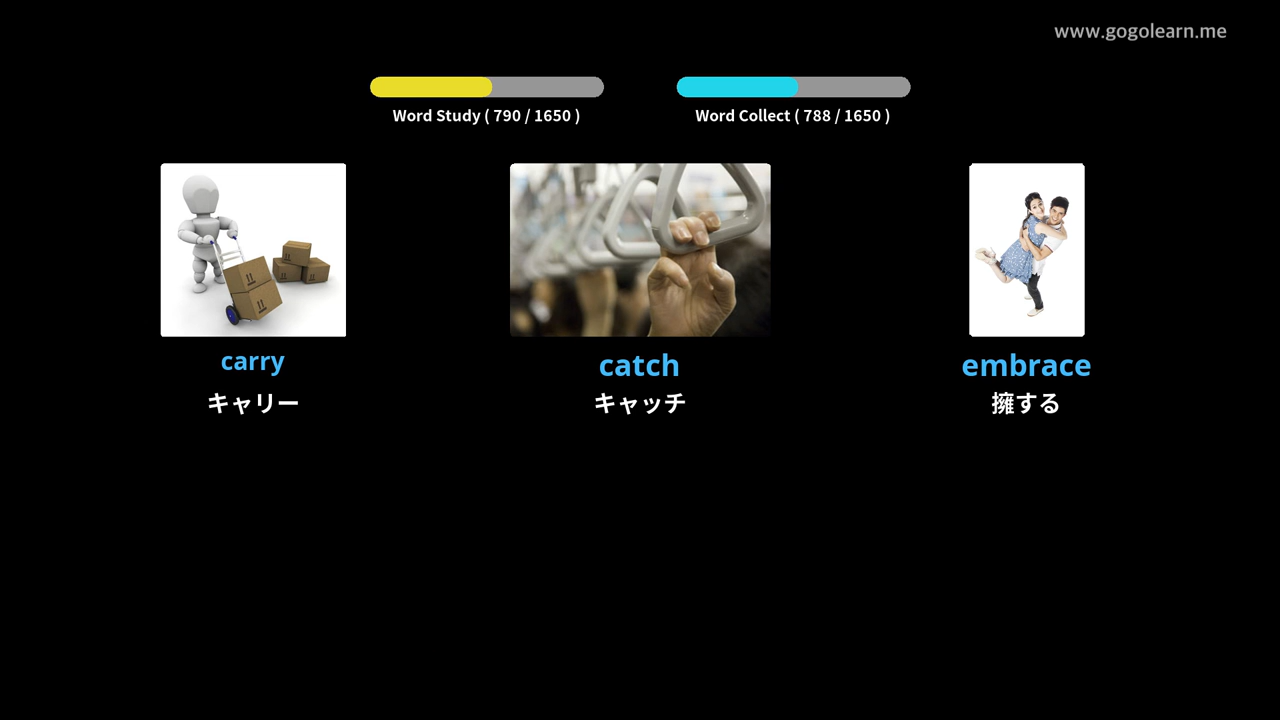 www.gogolearn.me
Word Study ( 790 / 1650 )
Word Collect ( 788 / 1650 )
carry
catch
embrace
キャリー
キャッチ
擁する